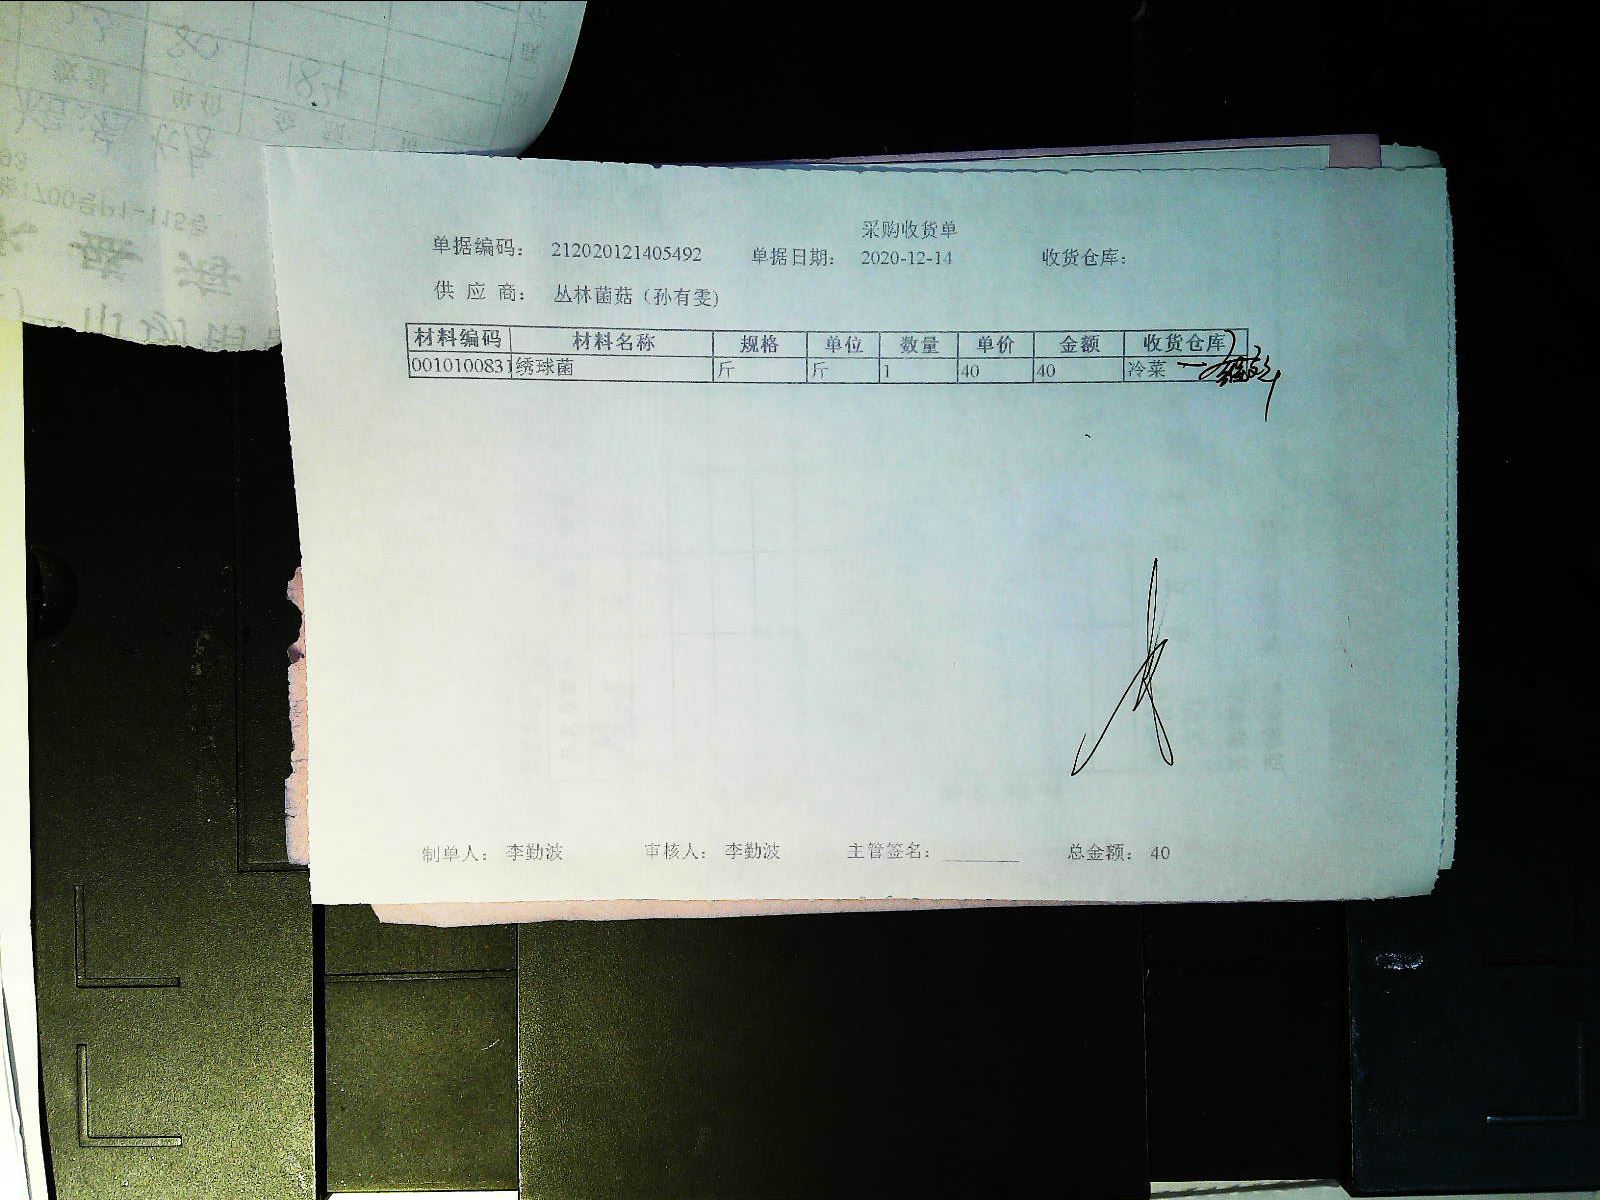 采购收货单
单据编码： 212020121405492 单据日期： 2020-12-14 收货仓库：
供 应 商： 丛林菌菇（孙有雯）
材料编码 材料名称 规格 单位 数量 单价 金额 收货仓库
0010100831 绣球菌 斤 斤 1 40 40 冷菜
制单人： 李勤波 审核人： 李勤波 主管签名： 总金额： 40